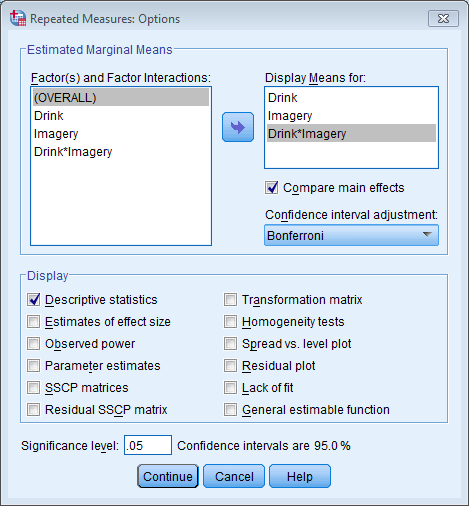 Repeated Measures: Options
Estimated Marginal Means
Factor(s) and Factor Interactions:
(OVERALL)
Drink
Imagery
Drink*Imagery
Display Means for:
Drink
Imagery
Drink*Imagery
Compare main effects
Confidence interval adjustment:
Bonferroni
Display
Descriptive statistics
Transformation matrix
Estimates of effect size
Homogeneity tests
Observed power
Spread vs. level plot
Parameter estimates
Residual plot
SSCP matrices
Lack of fit
Residual SSCP matrix
General estimable function
Significance level: .05 Confidence intervals are 95.0 %
Continue Cancel Help